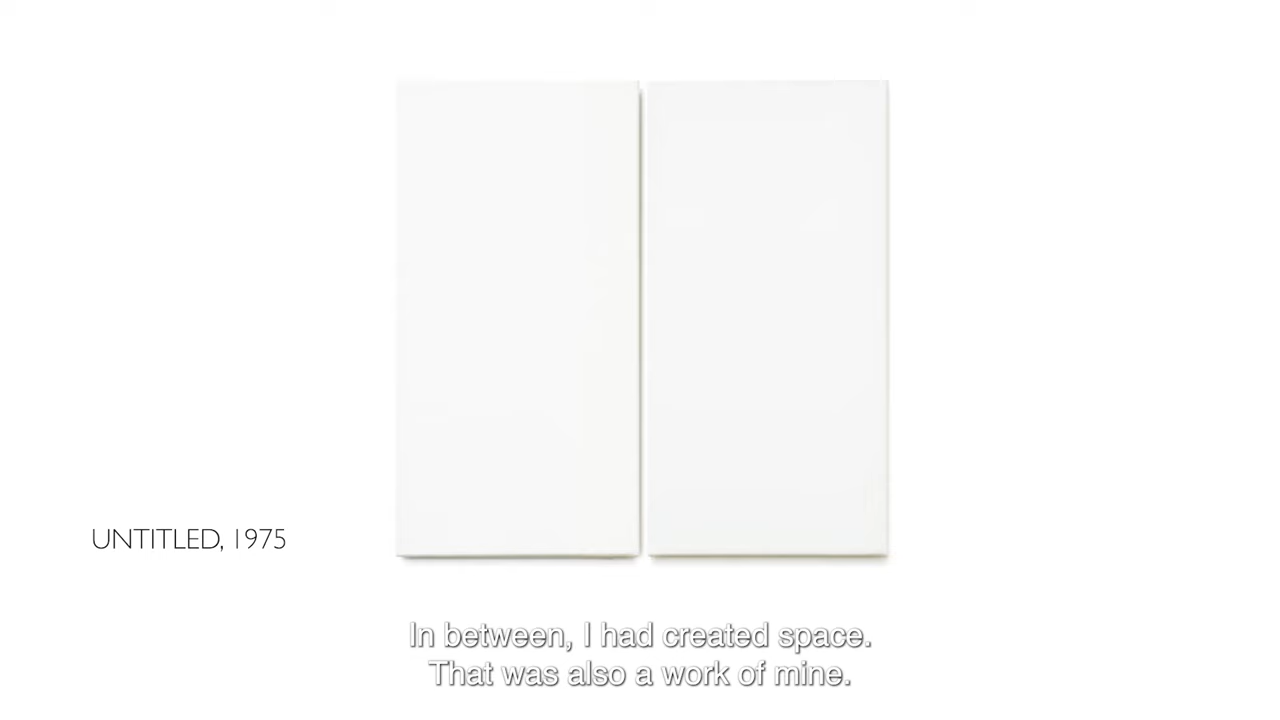 UNTITLED, 1975
In between, I had created space.
That was also a work of mine.